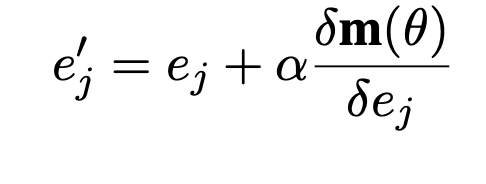 e'_j = e_j + α δ𝐦(θ) / δe_j